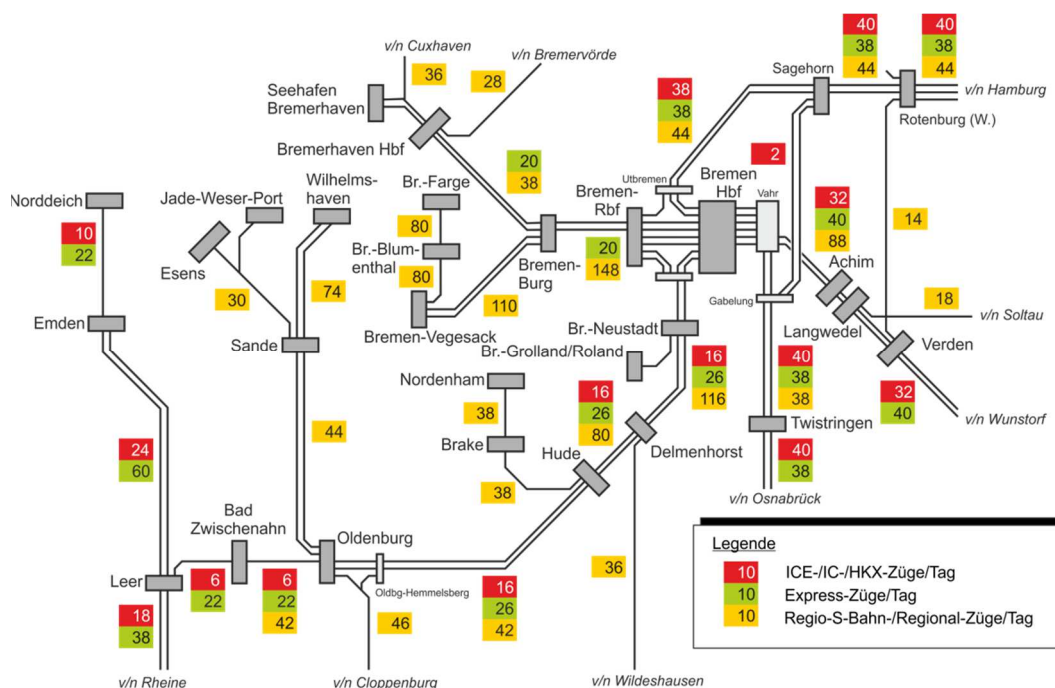 v/n Cuxhaven
v/n Bremervörde
36
28
Seehafen
Bremerhaven
Bremerhaven Hbf
40
38
44
40
38
44
Sagehorn
v/n Hamburg
Rotenburg (W.)
38
38
44
2
Utbremen
Bremen
Hbf
Vahr
Bremen-
Rbf
20
38
20
148
Bremen-
Burg
Norddeich
10
22
Jade-Weser-Port
Wilhelms-
haven
Esens
30
74
Br.-Farge
80
Br.-Blumen-
thal
80
110
Bremen-Vegesack
32
40
88
14
Achim
18
v/n Soltau
Langwedel
Verden
32
40
v/n Wunstorf
Gabelung
Emden
Sande
Br.-Neustadt
Br.-Grolland/Roland
16
26
116
40
38
38
Twistringen
40
38
v/n Osnabrück
Nordenham
38
Brake
38
16
26
80
Hude
Delmenhorst
44
24
60
Bad
Zwischenahn
Oldenburg
Oldbg-Hemmelsberg
Leer
6
22
6
22
42
16
26
42
46
36
18
38
v/n Rheine
v/n Cloppenburg
v/n Wildeshausen
Legende
10 ICE-/IC-/HKX-Züge/Tag
10 Express-Züge/Tag
10 Regio-S-Bahn-/Regional-Züge/Tag